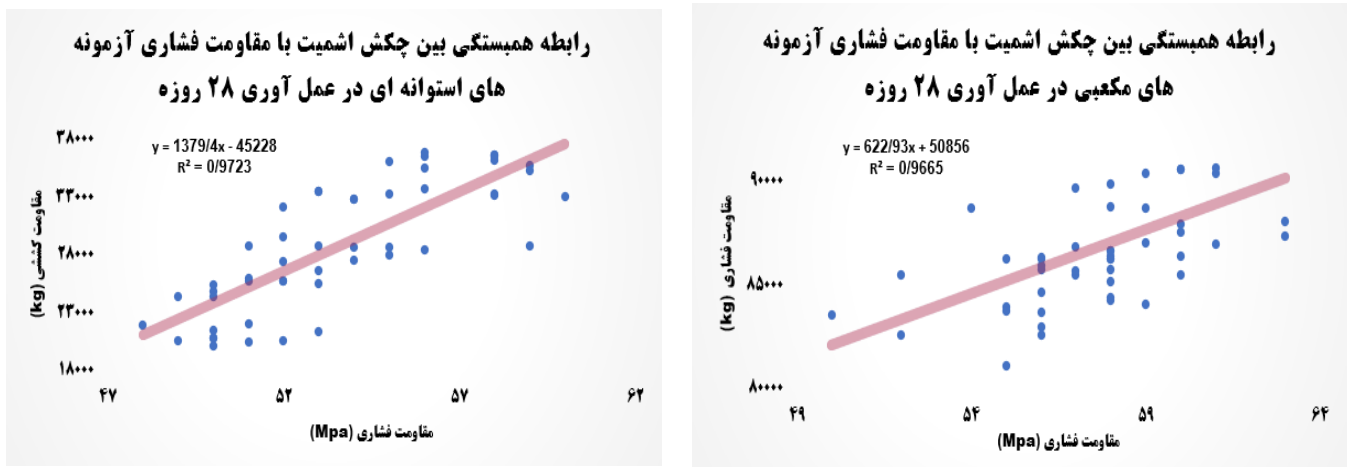 رابطه همبستگی بین چکش اشمیت با مقاومت فشاری آزمونه
های استوانه ای در عمل آوری ۲۸ روزه
y = 1379/4x - 45228
R² = 0/9723
۳۸۰۰۰
۳۳۰۰۰
۲۸۰۰۰
۲۳۰۰۰
۱۸۰۰۰
مقاومت کششی (kg)
۴۷
۵۲
۵۷
۶۲
مقاومت فشاری (Mpa)
رابطه همبستگی بین چکش اشمیت با مقاومت فشاری آزمونه
های مکعبی در عمل آوری ۲۸ روزه
y = 622/93x + 50856
R² = 0/9665
۹۰۰۰۰
۸۵۰۰۰
۸۰۰۰۰
مقاومت فشاری (kg)
۴۹
۵۴
۵۹
۶۴
مقاومت فشاری (Mpa)